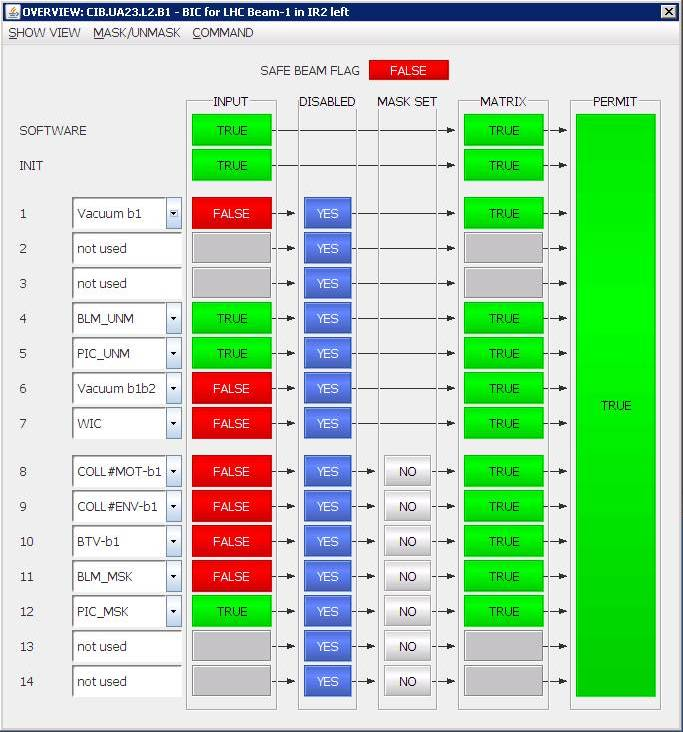 OVERVIEW: CIB.UA23.L2.B1 - BIC for LHC Beam-1 in IR2 left
SHOW VIEW MASK/UNMASK COMMAND
SAFE BEAM FLAG FALSE
INPUT DISABLED MASK SET MATRIX PERMIT
SOFTWARE TRUE TRUE
INIT TRUE TRUE
1 Vacuum b1 FALSE YES TRUE
2 not used YES
3 not used YES
4 BLM_UNM TRUE YES TRUE
5 PIC_UNM TRUE YES TRUE
6 Vacuum b1b2 FALSE YES TRUE
TRUE
7 WIC FALSE YES TRUE
8 COLL#MOT-b1 FALSE YES NO TRUE
9 COLL#ENV-b1 FALSE YES NO TRUE
10 BTV-b1 FALSE YES NO TRUE
11 BLM_MSK FALSE YES NO TRUE
12 PIC_MSK TRUE YES NO TRUE
13 not used YES NO
14 not used YES NO